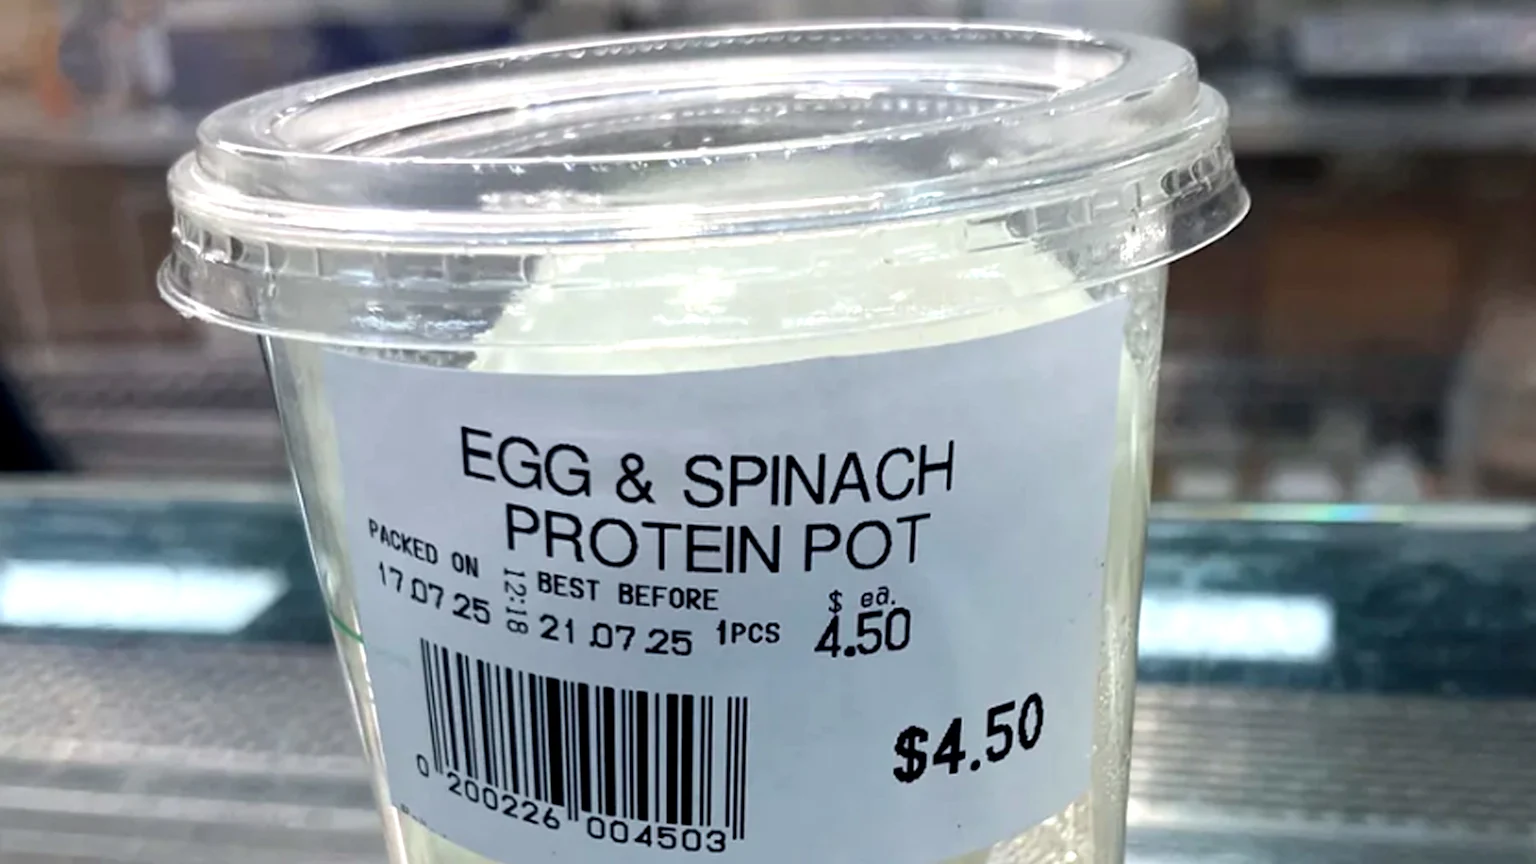 EGG & SPINACH
PROTEIN POT
PACKED ON
17.07.25
12:18
BEST BEFORE
21.07.25
1PCS
$ ea.
4.50
$4.50
0 200226 004503